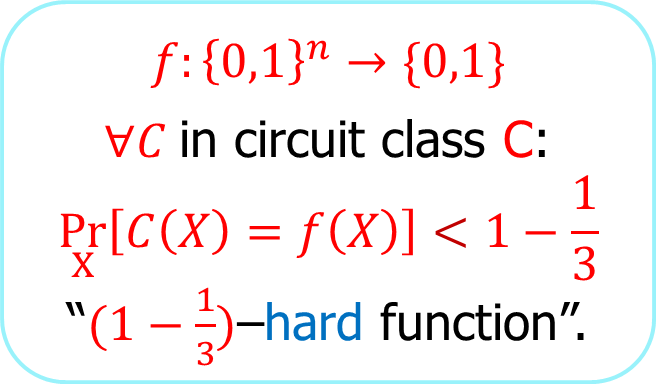 f:{0,1}ⁿ → {0,1}
∀C in circuit class C:
Pr_X[C(X) = f(X)] < 1 − 1/3
“(1 − 1/3)–hard function”.